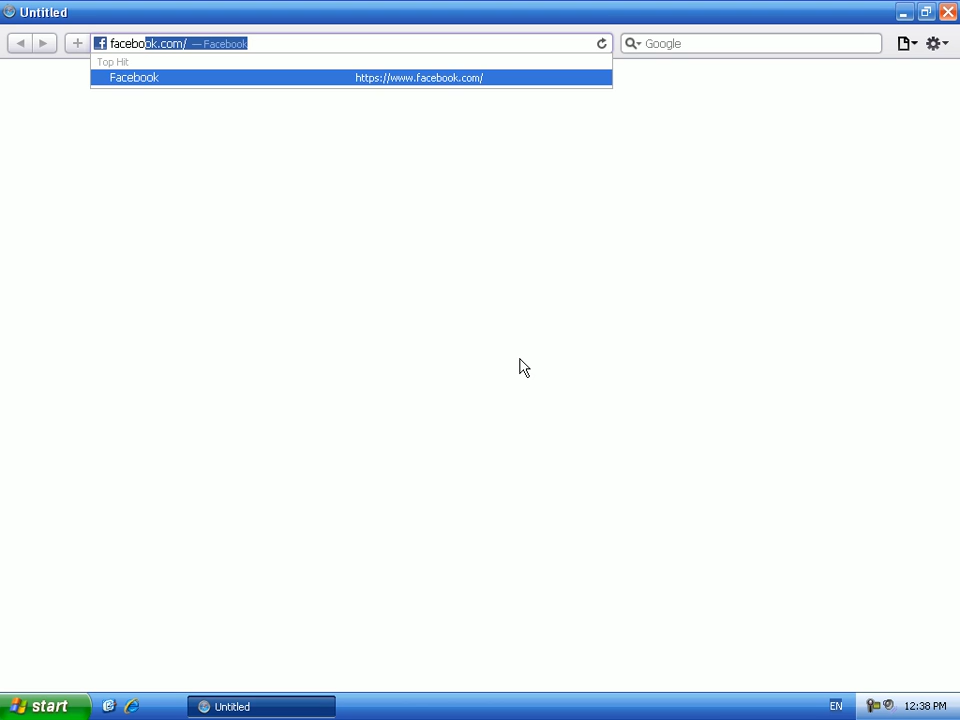 Untitled
facebook.com/ — Facebook
Google
Top Hit
Facebook https://www.facebook.com/
start
Untitled
EN
12:38 PM